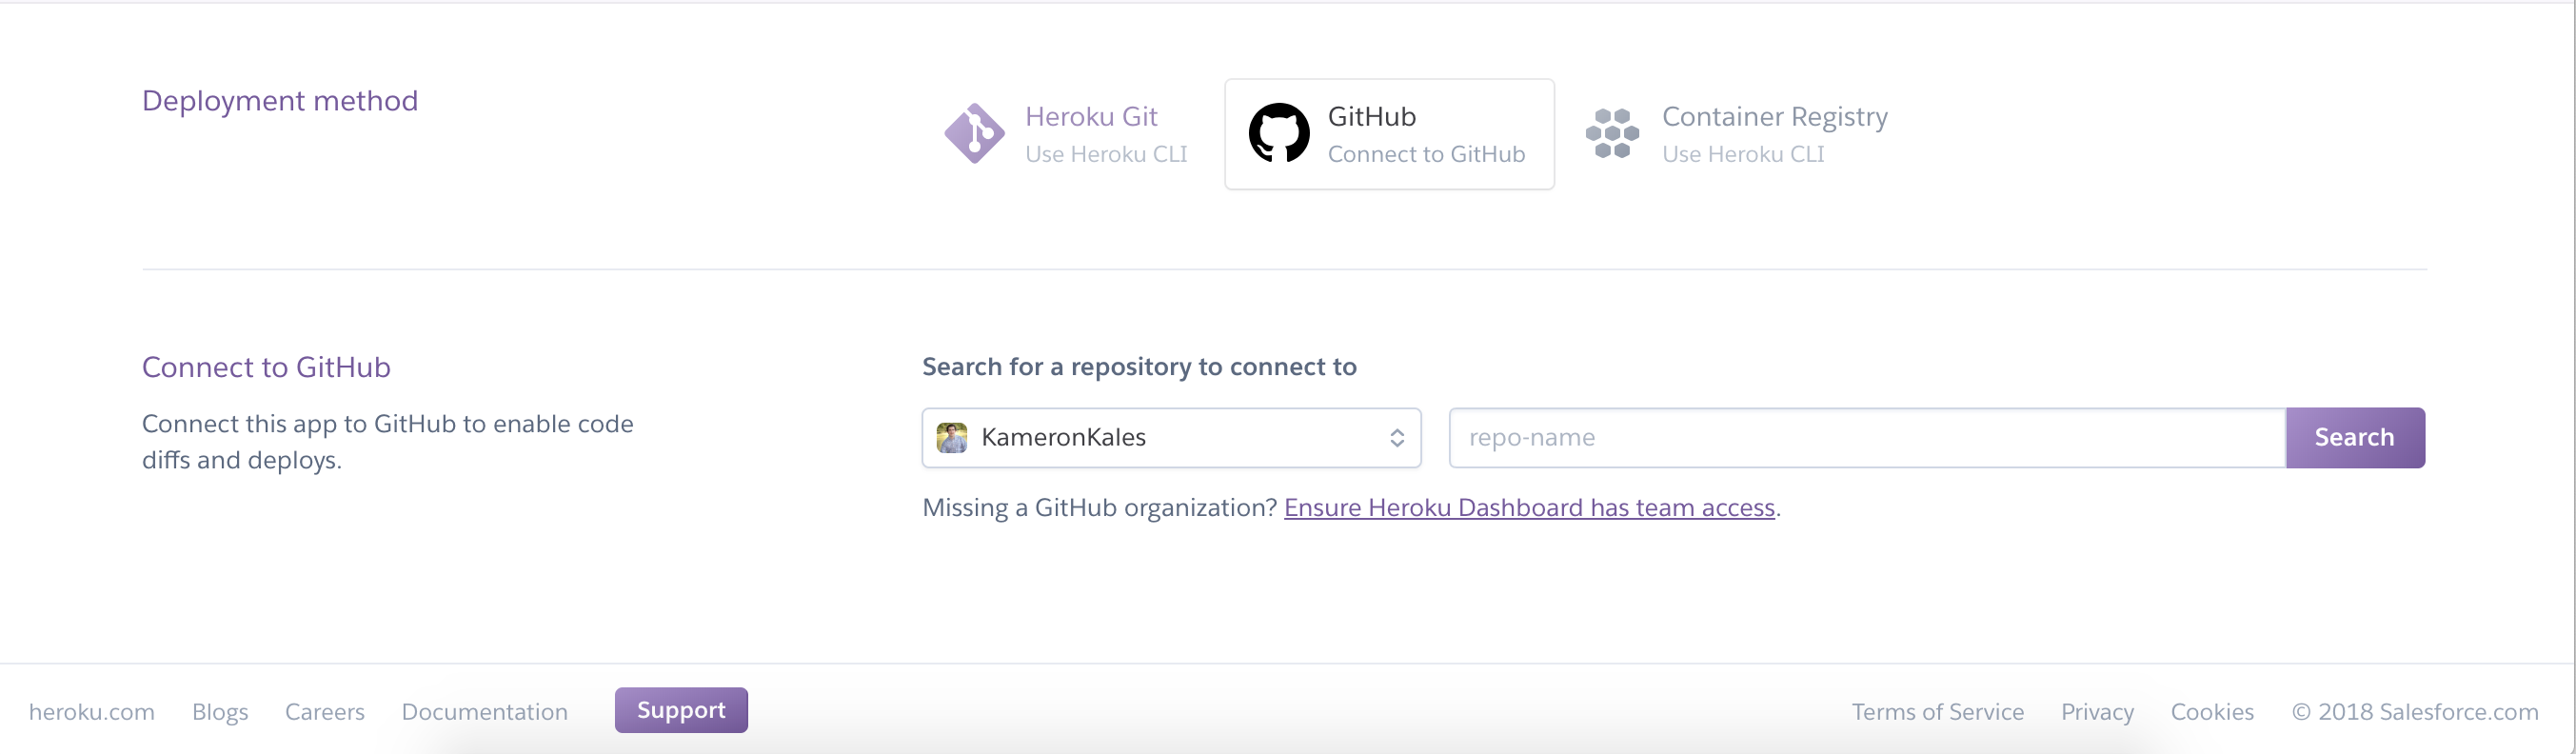 Deployment method
Heroku Git
Use Heroku CLI
GitHub
Connect to GitHub
Container Registry
Use Heroku CLI
Connect to GitHub
Connect this app to GitHub to enable code
diffs and deploys.
Search for a repository to connect to
KameronKales
repo-name
Search
Missing a GitHub organization? Ensure Heroku Dashboard has team access.
heroku.com
Blogs
Careers
Documentation
Support
Terms of Service
Privacy
Cookies
© 2018 Salesforce.com